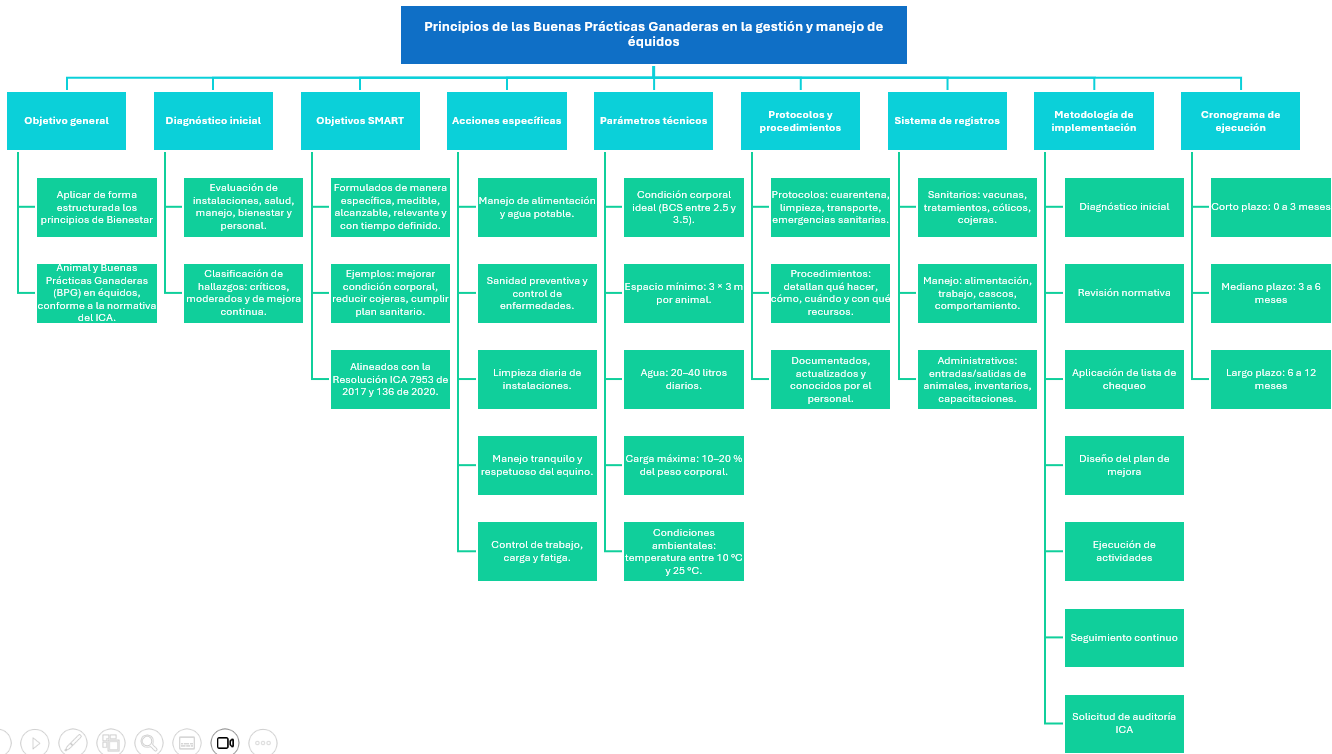 Principios de las Buenas Prácticas Ganaderas en la gestión y manejo de
équidos
Objetivo general
Aplicar de forma
estructurada los
principios de Bienestar
Animal y Buenas
Prácticas Ganaderas
(BPG) en équidos,
conforme a la normativa
del ICA.
Diagnóstico inicial
Evaluación de
instalaciones, salud,
manejo, bienestar y
personal.
Clasificación de
hallazgos: críticos,
moderados y de mejora
continua.
Objetivos SMART
Formulados de manera
específica, medible,
alcanzable, relevante y
con tiempo definido.
Ejemplos: mejorar
condición corporal,
reducir cojeras, cumplir
plan sanitario.
Alineados con la
Resolución ICA 7953 de
2017 y 136 de 2020.
Acciones específicas
Manejo de alimentación
y agua potable.
Sanidad preventiva y
control de
enfermedades.
Limpieza diaria de
instalaciones.
Manejo tranquilo y
respetuoso del equino.
Control de trabajo,
carga y fatiga.
Parámetros técnicos
Condición corporal
ideal (BCS entre 2.5 y
3.5).
Espacio mínimo: 3 × 3 m
por animal.
Agua: 20–40 litros
diarios.
Carga máxima: 10–20 %
del peso corporal.
Condiciones
ambientales:
temperatura entre 10 °C
y 25 °C.
Protocolos y
procedimientos
Protocolos: cuarentena,
limpieza, transporte,
emergencias sanitarias.
Procedimientos:
detallan qué hacer,
cómo, cuándo y con qué
recursos.
Documentados,
actualizados y
conocidos por el
personal.
Sistema de registros
Sanitarios: vacunas,
tratamientos, cólicos,
cojeras.
Manejo: alimentación,
trabajo, cascos,
comportamiento.
Administrativos:
entradas/salidas de
animales, inventarios,
capacitaciones.
Metodología de
implementación
Diagnóstico inicial
Revisión normativa
Aplicación de lista de
chequeo
Diseño del plan de
mejora
Ejecución de
actividades
Seguimiento continuo
Solicitud de auditoría
ICA
Cronograma de
ejecución
Corto plazo: 0 a 3 meses
Mediano plazo: 3 a 6
meses
Largo plazo: 6 a 12
meses